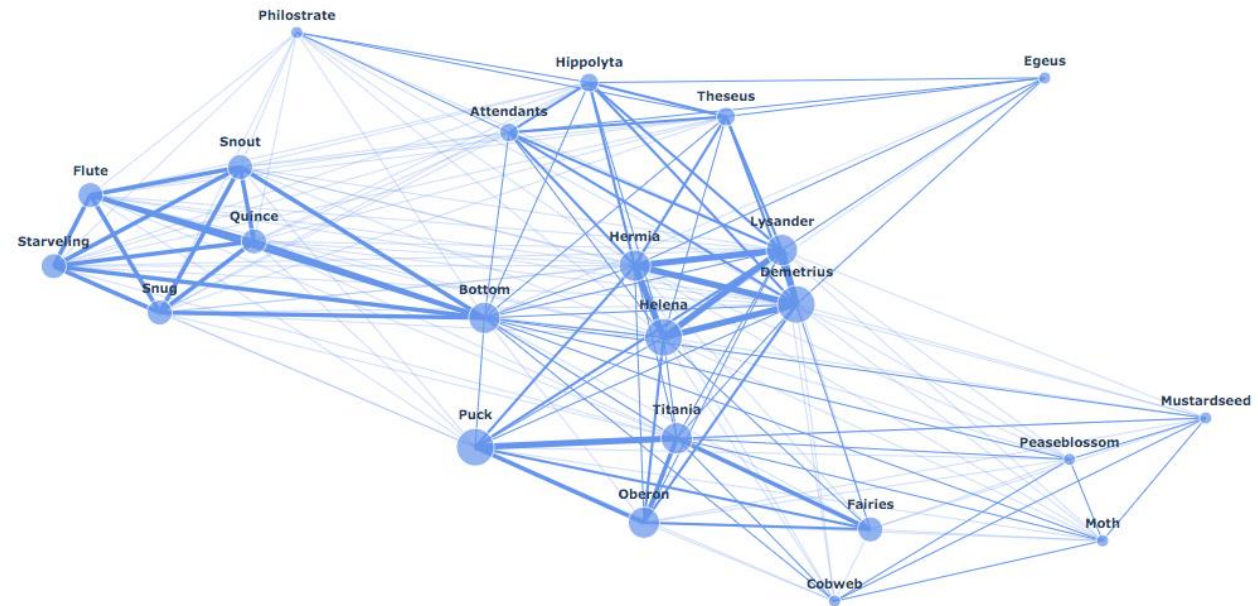 Philostrate
Hippolyta
Egeus
Theseus
Attendants
Snout
Flute
Quince
Lysander
Starveling
Hermia
Demetrius
Snug
Bottom
Helena
Puck
Titania
Mustardseed
Peaseblossom
Oberon
Fairies
Moth
Cobweb